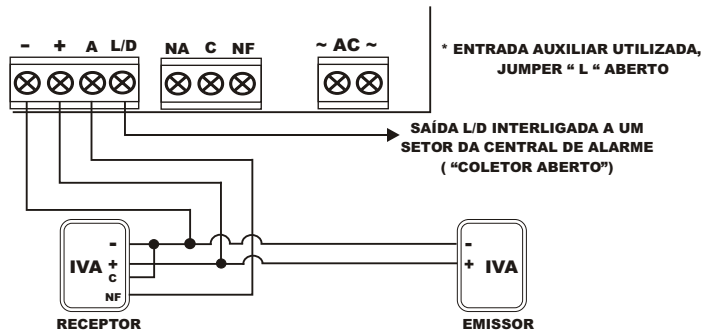 - + A L/D NA C NF ~ AC ~
* ENTRADA AUXILIAR UTILIZADA,
JUMPER “ L “ ABERTO
SAÍDA L/D INTERLIGADA A UM
SETOR DA CENTRAL DE ALARME
( “COLETOR ABERTO”)
-
IVA +
C
NF
RECEPTOR
-
+ IVA
EMISSOR